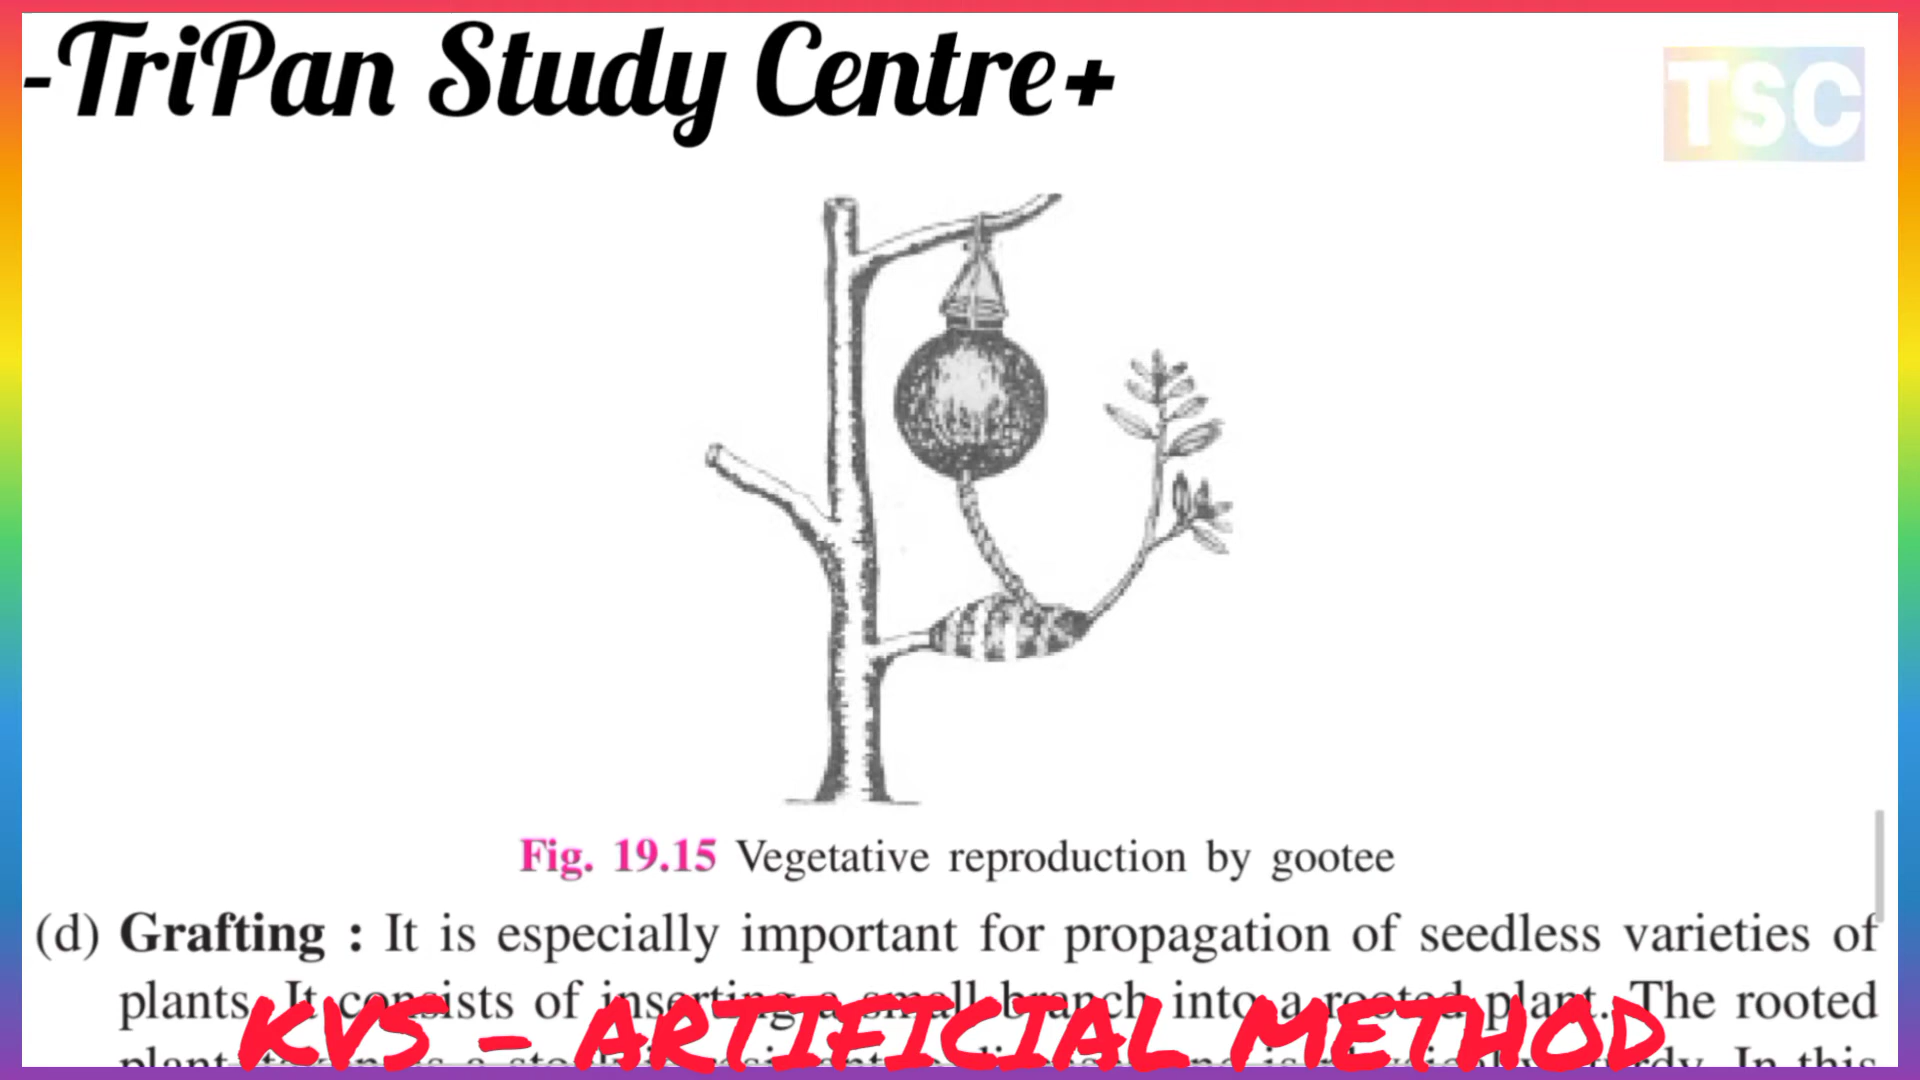 -TriPan Study Centre+
TSC
Fig. 19.15 Vegetative reproduction by gootee
(d) Grafting : It is especially important for propagation of seedless varieties of
plants. It consists of inserting a small branch into a rooted plant. The rooted
KVS - ARTIFICIAL METHOD